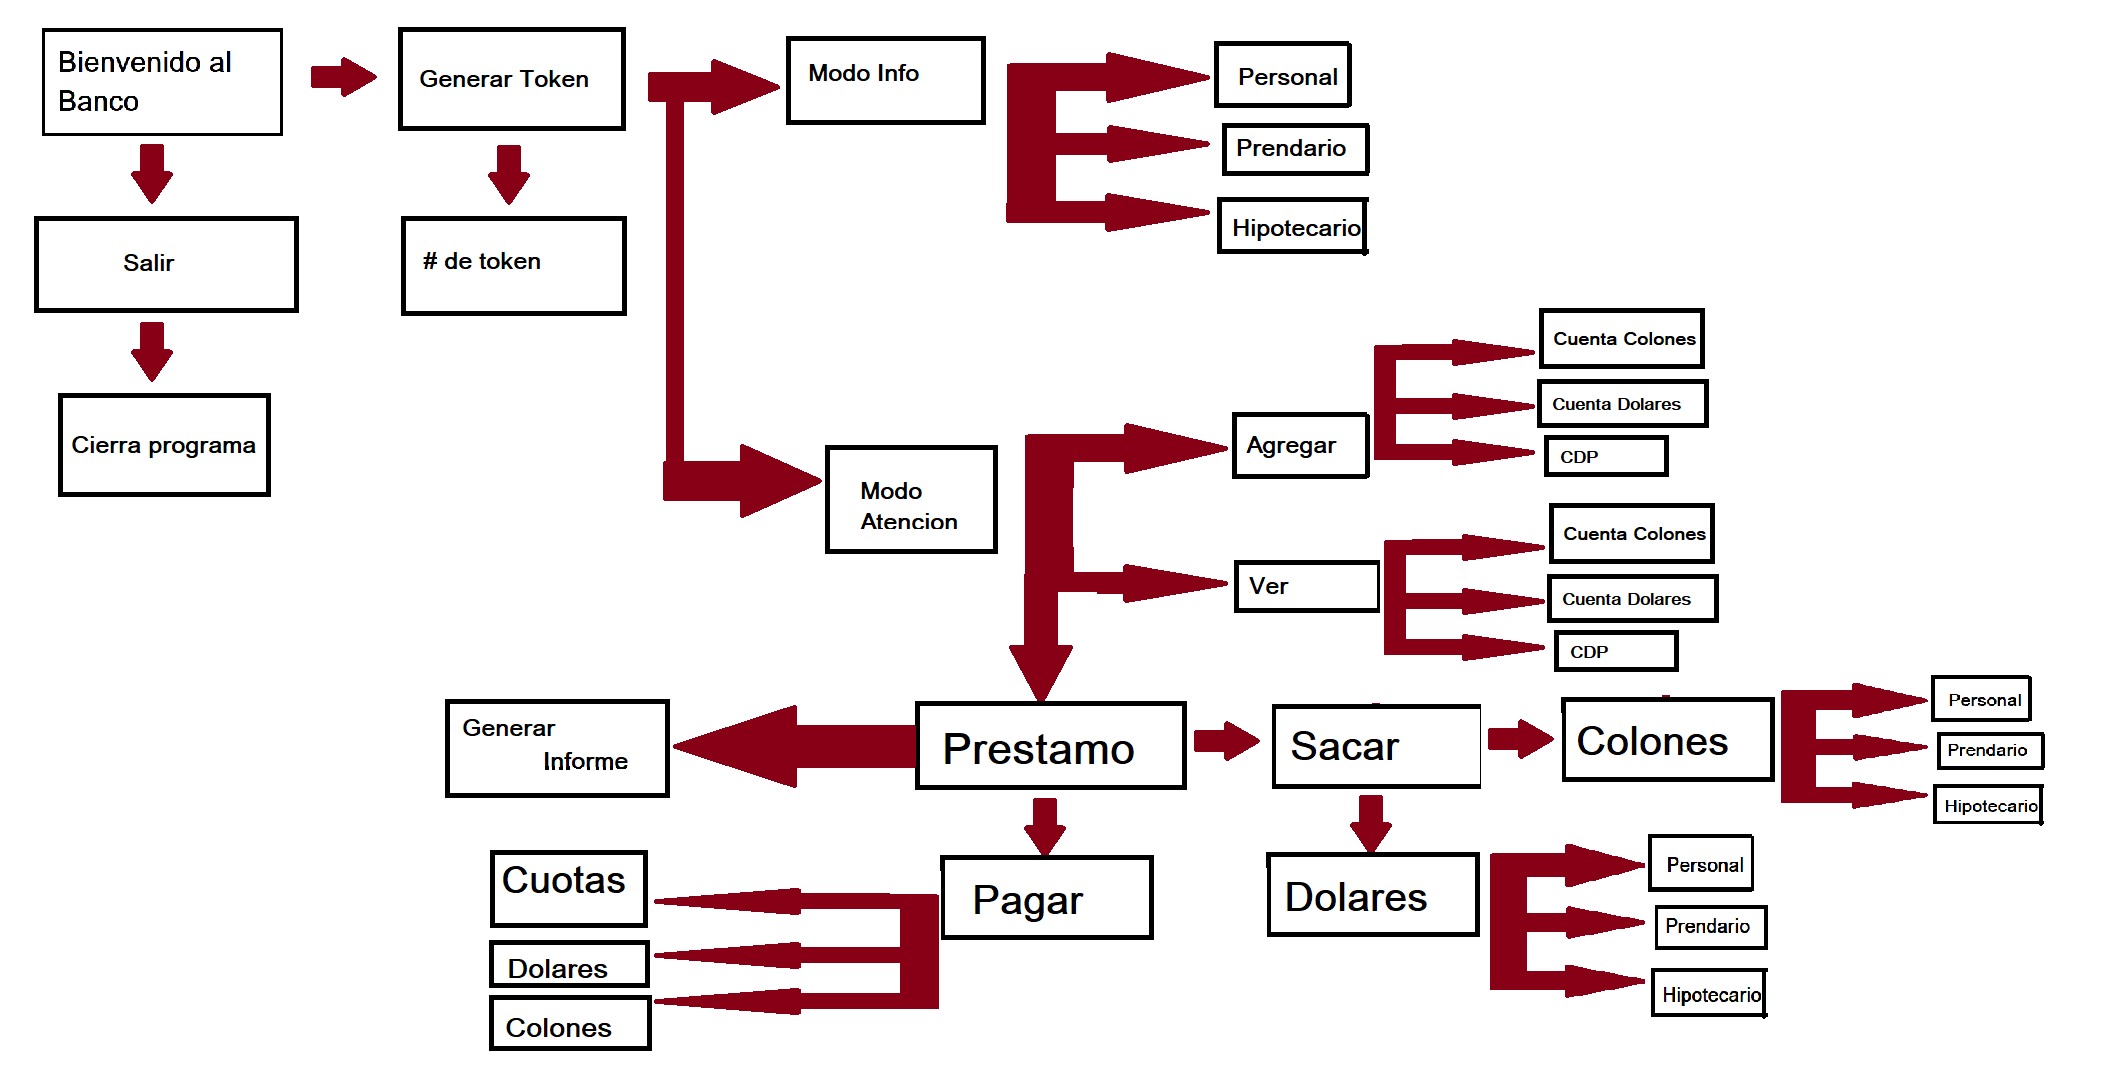 Bienvenido al
Banco
Generar Token
Modo Info
Personal
Prendario
Hipotecario
Salir
# de token
Cierra programa
Modo
Atencion
Agregar
Cuenta Colones
Cuenta Dolares
CDP
Ver
Cuenta Colones
Cuenta Dolares
CDP
Generar
Informe
Prestamo
Sacar
Colones
Personal
Prendario
Hipotecario
Cuotas
Dolares
Colones
Pagar
Dolares
Personal
Prendario
Hipotecario